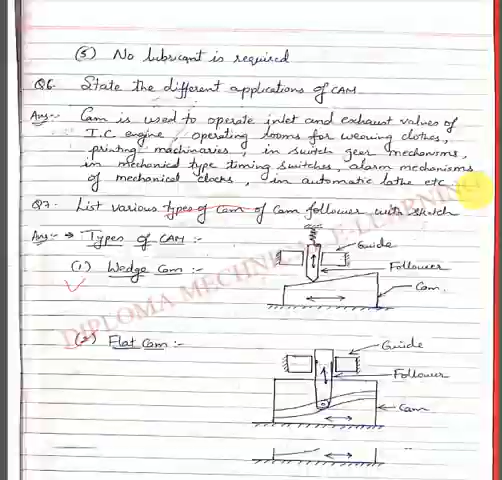 (5) No lubricant is required
Q6. State the different applications of CAM
Ans:- Cam is used to operate inlet and exhaust values of
I.C engine, operating looms for weaving clothes,
printing machinaries, in switch gear mechanisms,
in mechanical type timing switches, alarm mechanisms
of mechanical clocks, in automatic lathe etc.
Q7. List various types of Cam of Cam follower with sketch
Ans:- → Types of CAM :-
Guide
(1) Wedge Cam :-
Follower
Cam.
DIPLOMA MECHNICAL E-LEARNING
(2) Flat Cam :-
Guide
Follower
Cam